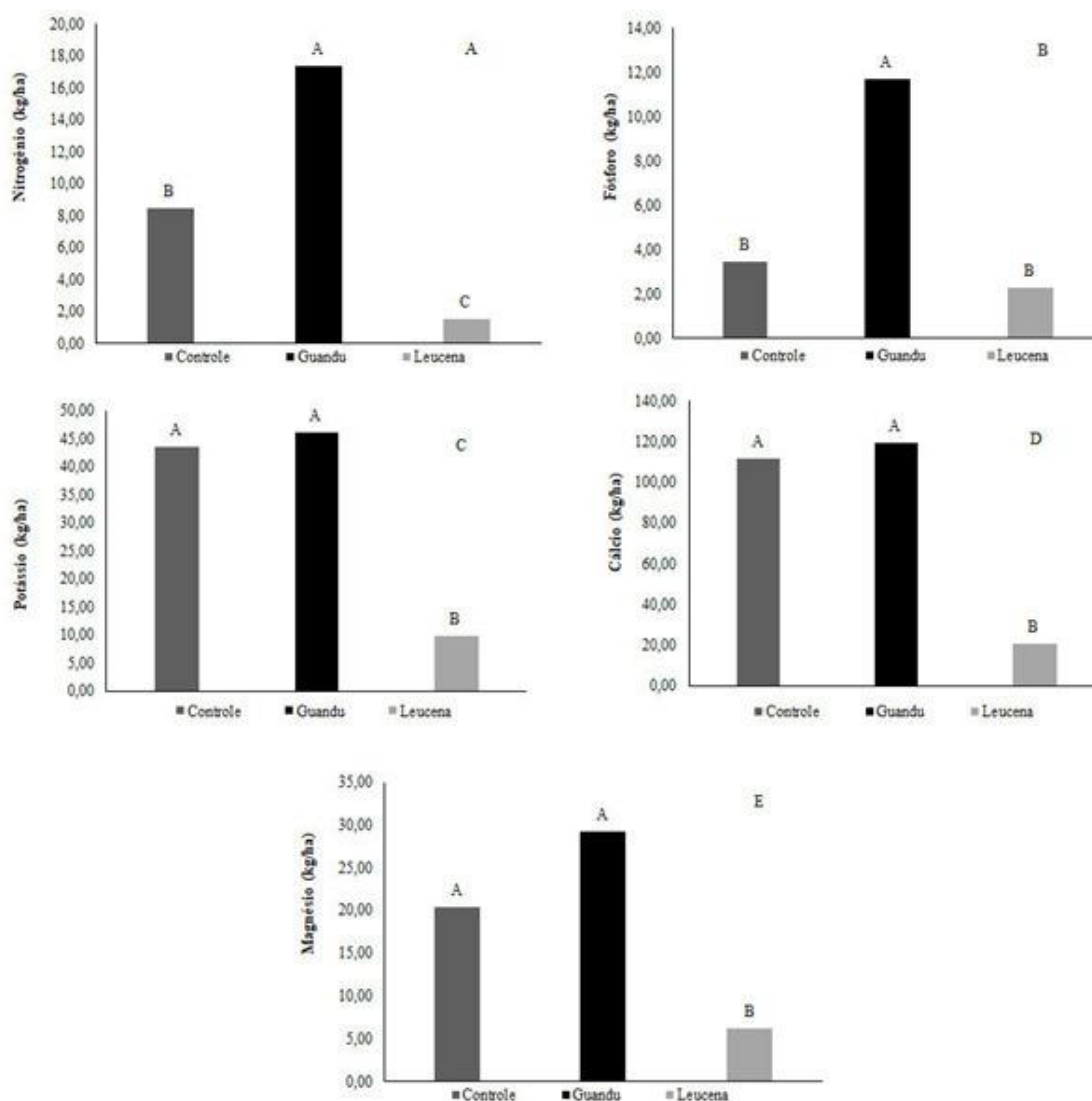 Nitrogênio (kg/ha)
20,00
18,00
16,00
14,00
12,00
10,00
8,00
6,00
4,00
2,00
0,00
B
A
C
A
Controle Guandu Leucena
Fósforo (kg/ha)
14,00
12,00
10,00
8,00
6,00
4,00
2,00
0,00
B
A
B
B
Controle Guandu Leucena
Potássio (kg/ha)
50,00
45,00
40,00
35,00
30,00
25,00
20,00
15,00
10,00
5,00
0,00
A
A
B
C
Controle Guandu Leucena
Cálcio (kg/ha)
140,00
120,00
100,00
80,00
60,00
40,00
20,00
0,00
A
A
B
D
Controle Guandu Leucena
Magnésio (kg/ha)
35,00
30,00
25,00
20,00
15,00
10,00
5,00
0,00
A
A
B
E
Controle Guandu Leucena